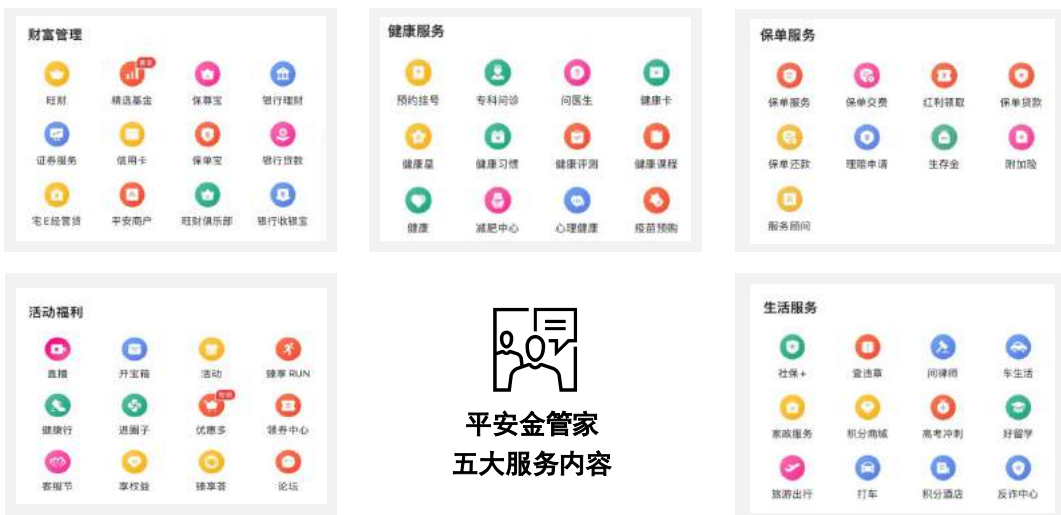 财富管理
旺财 精选基金 保尊宝 银行理财
证券服务 信用卡 保单宝 银行贷款
宅E经营贷 平安商户 旺财俱乐部 银行收银宝
健康服务
预约挂号 专科问诊 问医生 健康卡
健康星 健康习惯 健康评测 健康课程
健康 减肥中心 心理健康 疫苗预购
保单服务
保单服务 保单交费 红利领取 保单贷款
保单还款 理赔申请 生存金 附加险
服务顾问
活动福利
直播 开宝箱 活动 臻享RUN
健康行 进圈子 优惠多 领券中心
客服节 享权益 臻享荟 论坛
平安金管家
五大服务内容
生活服务
社保+ 查违章 问律师 车生活
家政服务 积分商城 高考冲刺 好留学
旅游出行 打车 积分酒店 反诈中心